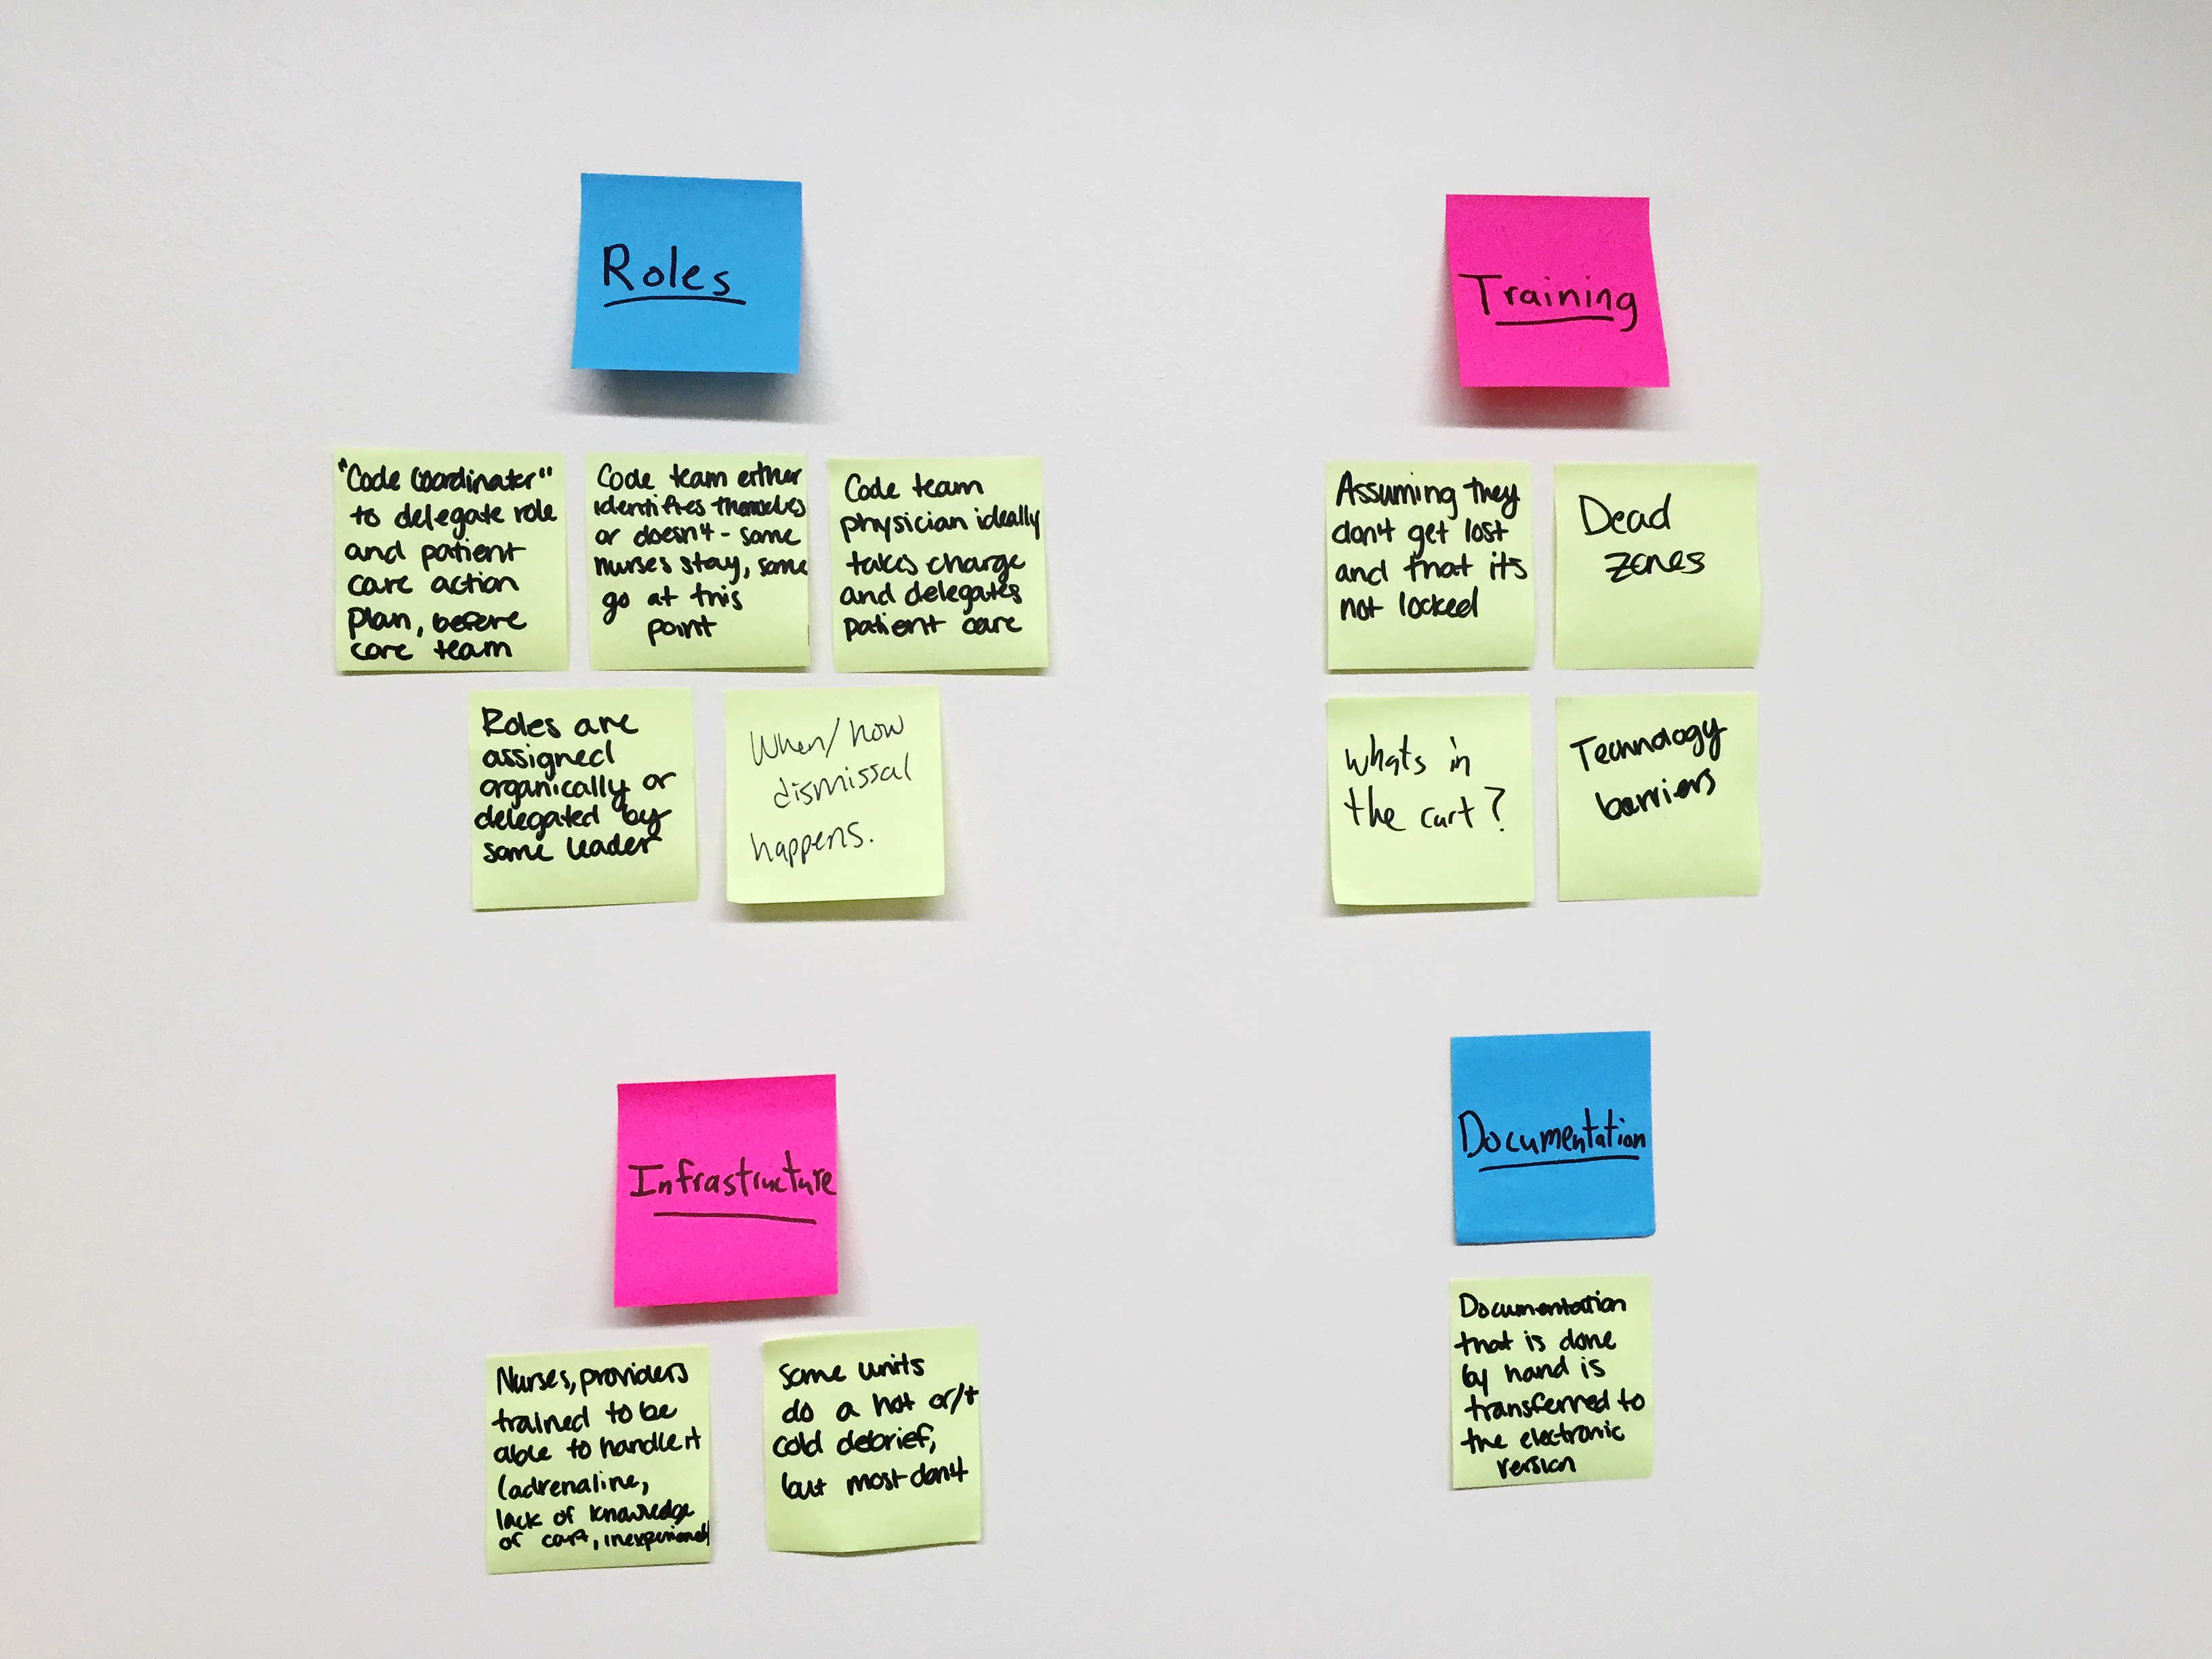 Roles
"Code Coordinator"
to delegate role
and patient
care action
plan, before
care team
Code team either
identifies themselves
or doesn't - some
nurses stay, some
go at this
point
Code team
physician ideally
takes charge
and delegates
patient care
Roles are
assigned
organically or
delegated by
some leader
When/how
dismissal
happens.
Training
Assuming they
don't get lost
and that it's
not locked
Dead
zones
Whats in
the cart?
Technology
barriers
Infrastructure
Nurses, providers
trained to be
able to handle it
(adrenaline,
lack of knowledge
of cart,
Some units
do a hot
cold debrief,
but most don't
Documentation
Documentation
that is done
by hand is
transferred to
the electronic
version